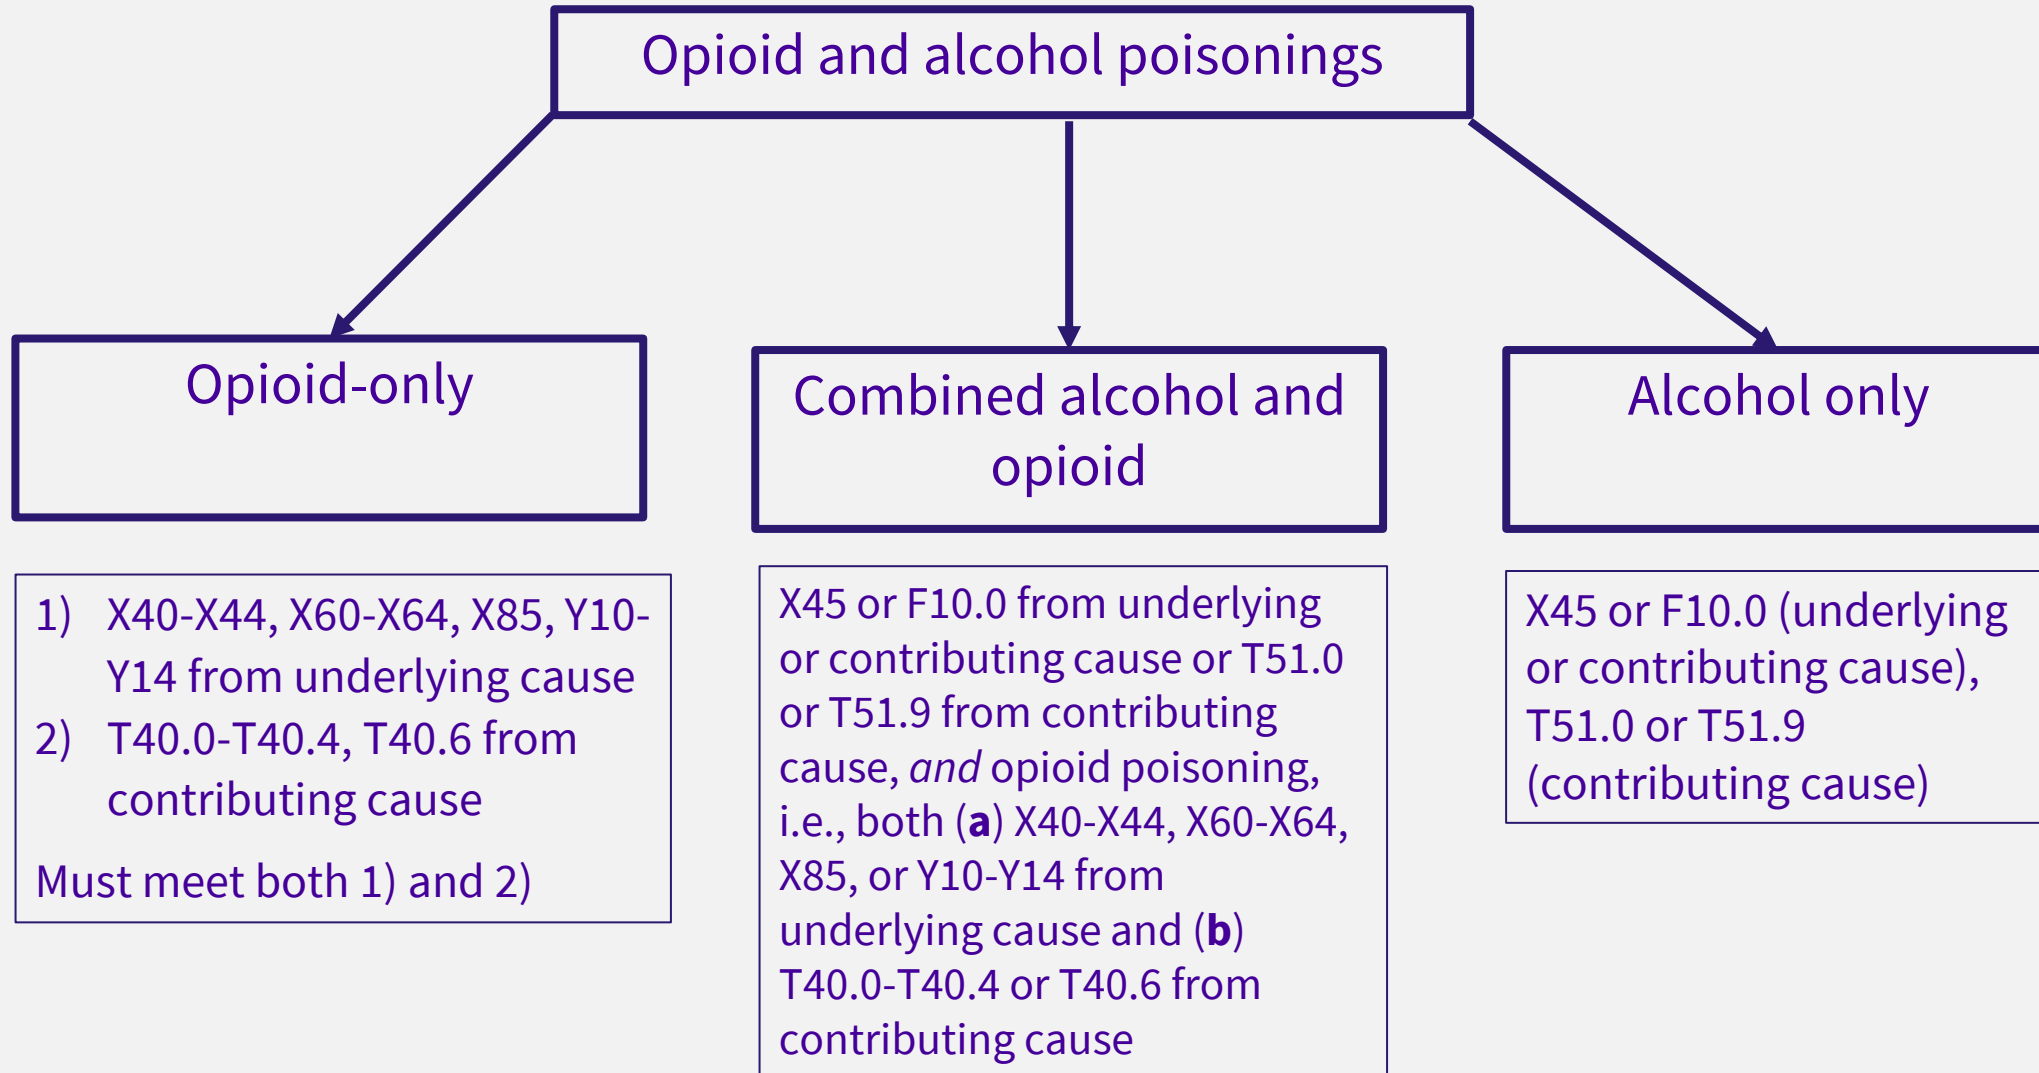 Opioid and alcohol poisonings
Opioid-only
Combined alcohol and
opioid
Alcohol only
1) X40-X44, X60-X64, X85, Y10-
Y14 from underlying cause
2) T40.0-T40.4, T40.6 from
contributing cause
Must meet both 1) and 2)
X45 or F10.0 from underlying
or contributing cause or T51.0
or T51.9 from contributing
cause, and opioid poisoning,
i.e., both (a) X40-X44, X60-X64,
X85, or Y10-Y14 from
underlying cause and (b)
T40.0-T40.4 or T40.6 from
contributing cause
X45 or F10.0 (underlying
or contributing cause),
T51.0 or T51.9
(contributing cause)